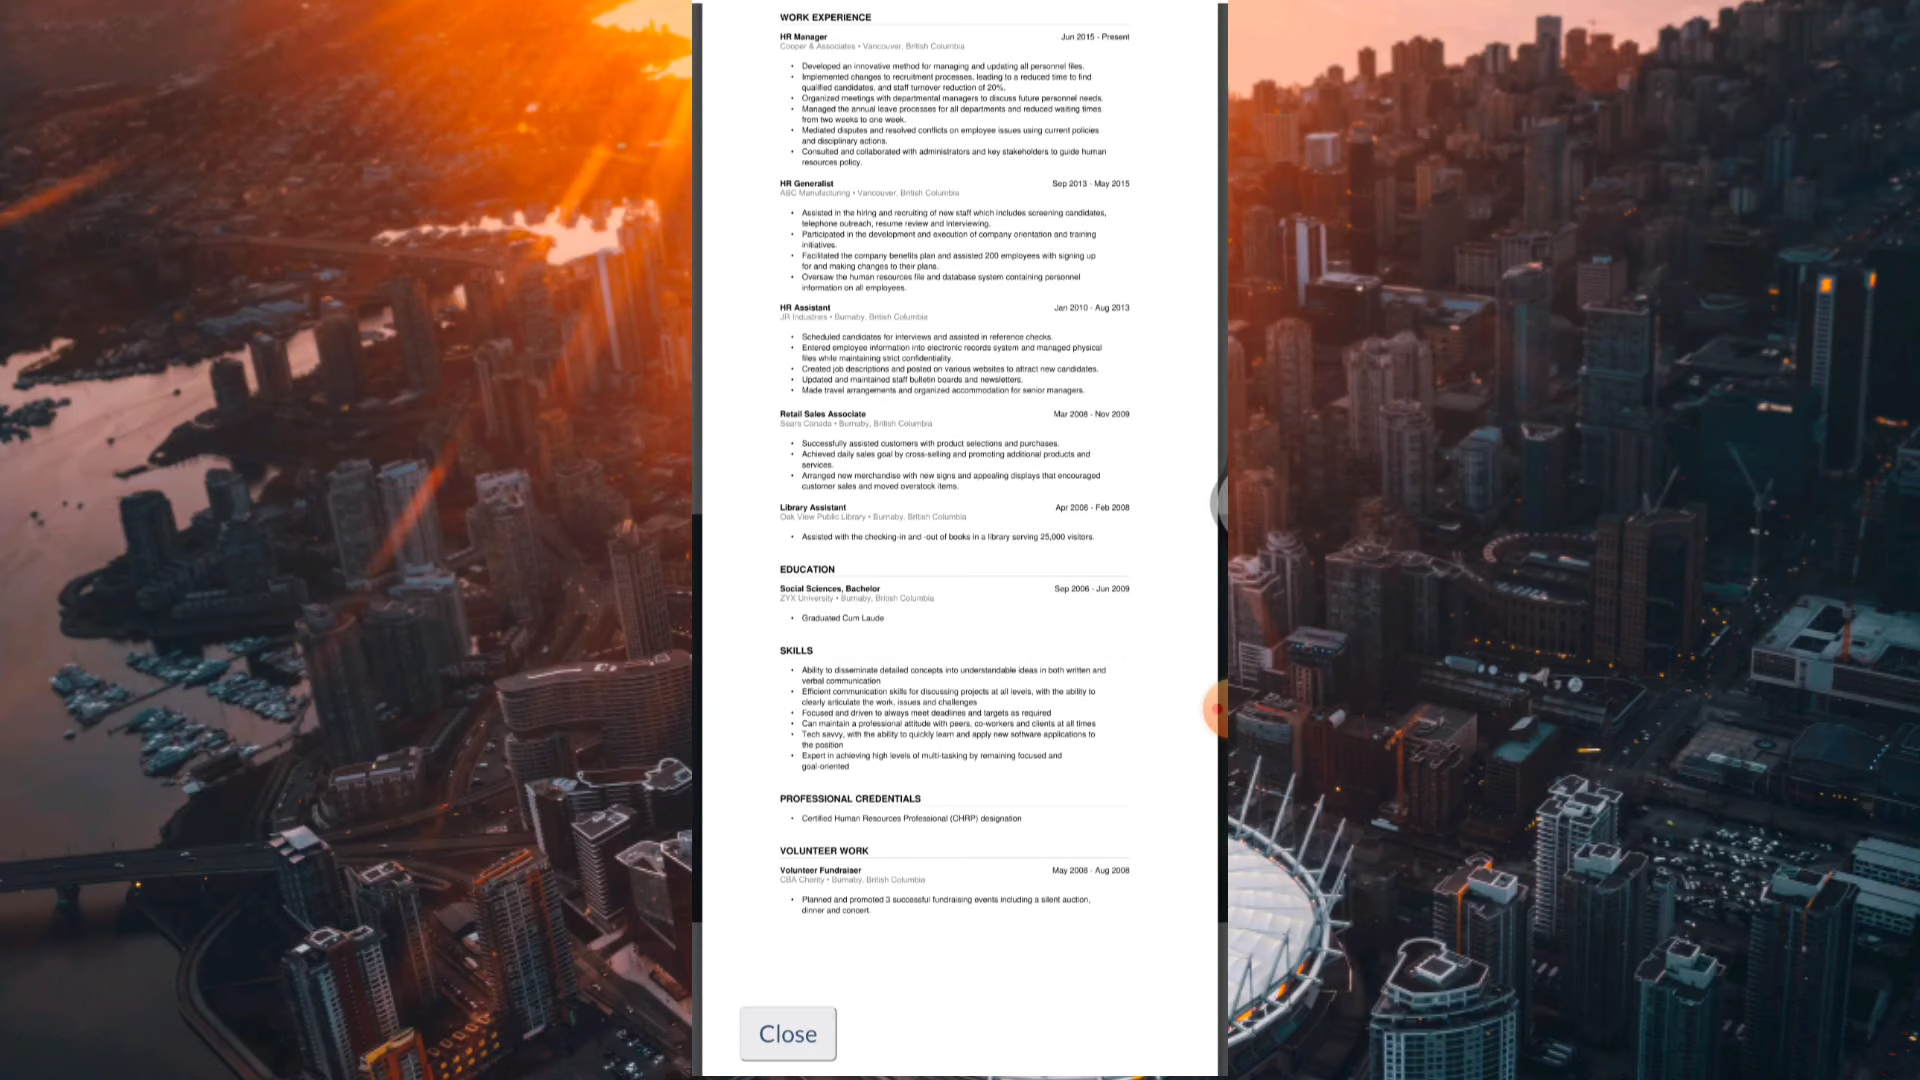 WORK EXPERIENCE
HR Manager Jun 2015 - Present
Cooper & Associates • Vancouver, British Columbia
• Developed an innovative method for managing and updating all personnel files.
• Implemented changes to recruitment processes, leading to a reduced time to find
qualified candidates, and staff turnover reduction of 20%.
• Organized meetings with departmental managers to discuss future personnel needs.
• Managed the annual leave processes for all departments and reduced waiting times
from two weeks to one week.
• Mediated disputes and resolved conflicts on employee issues using current policies
and disciplinary actions.
• Consulted and collaborated with administrators and key stakeholders to guide human
resources policy.
HR Generalist Sep 2013 - May 2015
ABC Manufacturing • Vancouver, British Columbia
• Assisted in the hiring and recruiting of new staff which includes screening candidates,
telephone outreach, resume review and interviewing.
• Participated in the development and execution of company orientation and training
initiatives.
• Facilitated the company benefits plan and assisted 200 employees with signing up
for and making changes to their plans.
• Oversaw the human resources file and database system containing personnel
information on all employees.
HR Assistant Jan 2010 - Aug 2013
JR Industries • Burnaby, British Columbia
• Scheduled candidates for interviews and assisted in reference checks.
• Entered employee information into electronic records system and managed physical
files while maintaining strict confidentiality.
• Created job descriptions and posted on various websites to attract new candidates.
• Updated and maintained staff bulletin boards and newsletters.
• Made travel arrangements and organized accommodation for senior managers.
Retail Sales Associate Mar 2008 - Nov 2009
Sears Canada • Burnaby, British Columbia
• Successfully assisted customers with product selections and purchases.
• Achieved daily sales goal by cross-selling and promoting additional products and
services.
• Arranged new merchandise with new signs and appealing displays that encouraged
customer sales and moved overstock items.
Library Assistant Apr 2006 - Feb 2008
Oak View Public Library • Burnaby, British Columbia
• Assisted with the checking-in and -out of books in a library serving 25,000 visitors.
EDUCATION
Social Sciences, Bachelor Sep 2006 - Jun 2009
ZYX University • Burnaby, British Columbia
• Graduated Cum Laude
SKILLS
• Ability to disseminate detailed concepts into understandable ideas in both written and
verbal communication
• Efficient communication skills for discussing projects at all levels, with the ability to
clearly articulate the work, issues and challenges
• Focused and driven to always meet deadlines and targets as required
• Can maintain a professional attitude with peers, co-workers and clients at all times
• Tech savvy, with the ability to quickly learn and apply new software applications to
the position
• Expert in achieving high levels of multi-tasking by remaining focused and
goal-oriented
PROFESSIONAL CREDENTIALS
• Certified Human Resources Professional (CHRP) designation
VOLUNTEER WORK
Volunteer Fundraiser May 2008 - Aug 2008
CBA Charity • Burnaby, British Columbia
• Planned and promoted 3 successful fundraising events including a silent auction,
dinner and concert.
Close